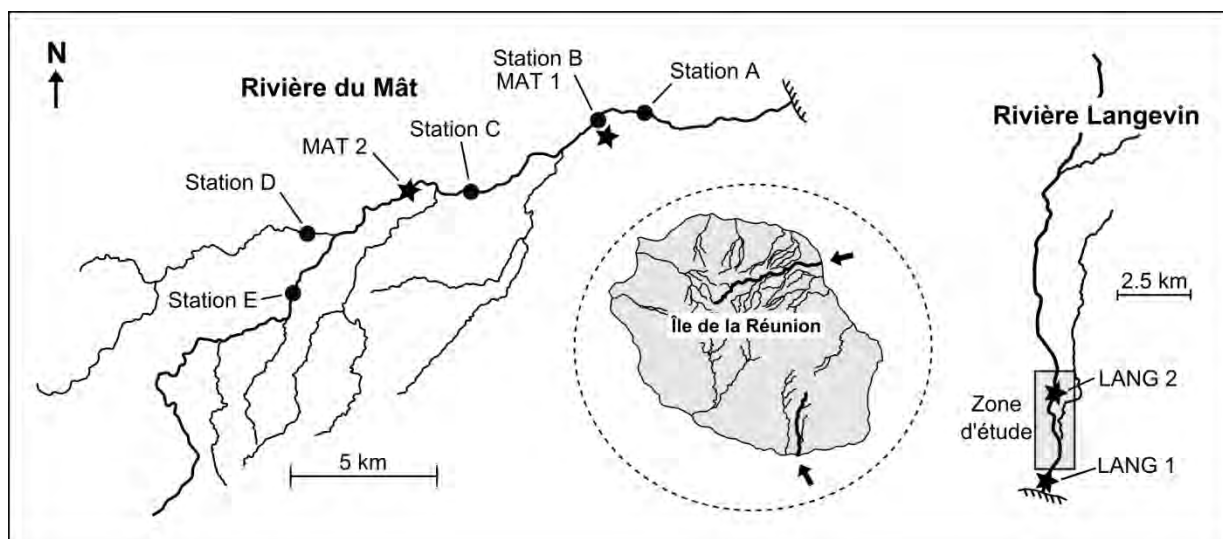 N
Rivière du Mât
Station B
MAT 1
Station A
Station C
MAT 2
Station D
Station E
5 km
Île de la Réunion
Rivière Langevin
2.5 km
LANG 2
Zone
d'étude
LANG 1